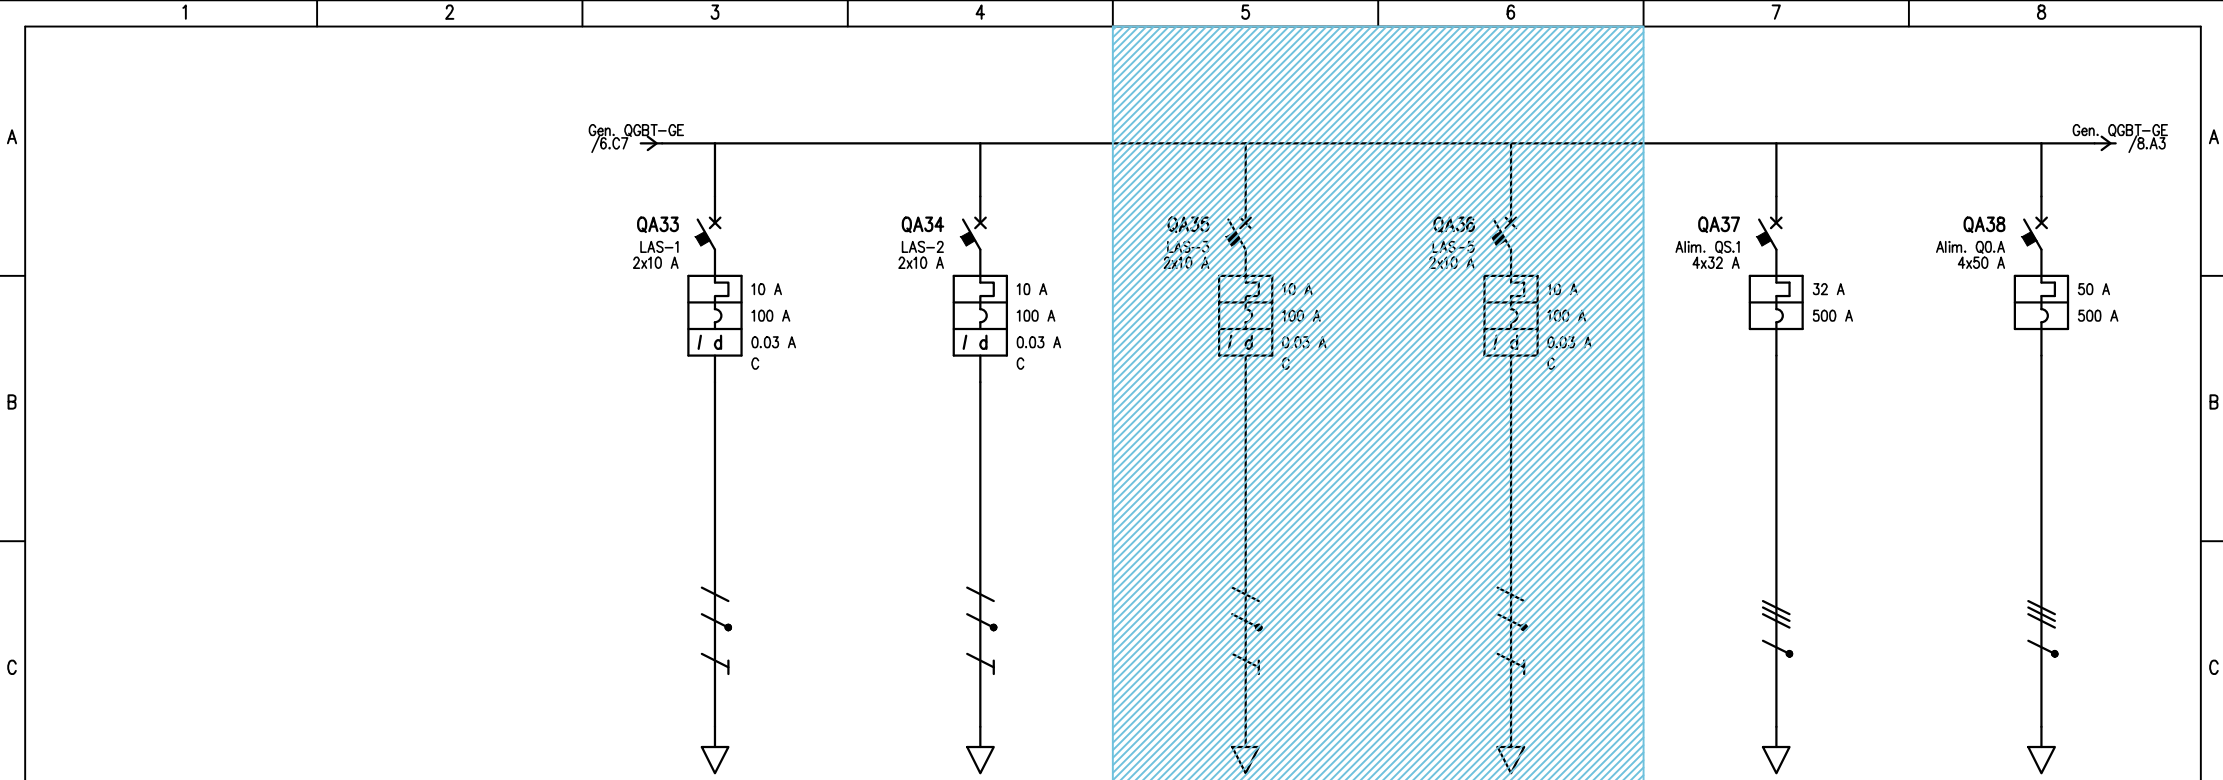 1 2 3 4 5 6 7 8
A A
Gen. QGBT-GE
/6.C7
Gen. QGBT-GE
/8.A3
QA33
LAS-1
2x10 A
10 A
100 A
I d 0.03 A
C
QA34
LAS-2
2x10 A
10 A
100 A
I d 0.03 A
C
QA35
2x10 A
10 A
100 A
I d 0.03 A
C
QA36
2x10 A
10 A
100 A
I d 0.03 A
C
QA37
Alim. QS.1
4x32 A
32 A
500 A
QA38
Alim. Q0.A
4x50 A
50 A
500 A
B B
C C